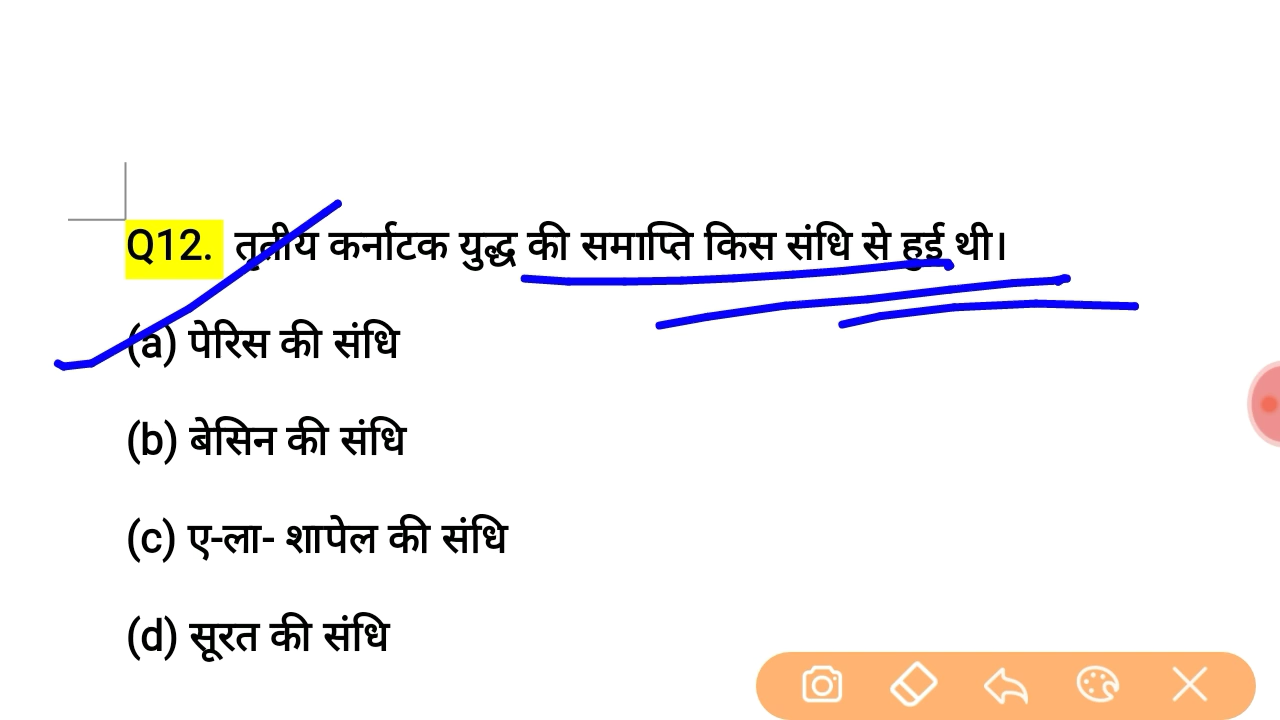 Q12. तृतीय कर्नाटक युद्ध की समाप्ति किस संधि से हुई थी।
(a) पेरिस की संधि
(b) बेसिन की संधि
(c) ए-ला- शापेल की संधि
(d) सूरत की संधि